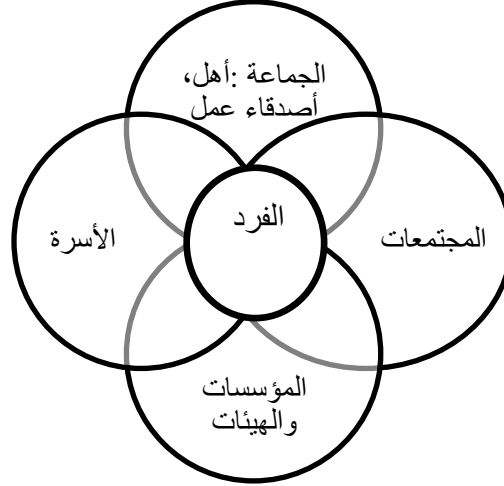 الجماعة :أهل،
أصدقاء عمل
الفرد
المجتمعات
الأسرة
المؤسسات
والهيئات